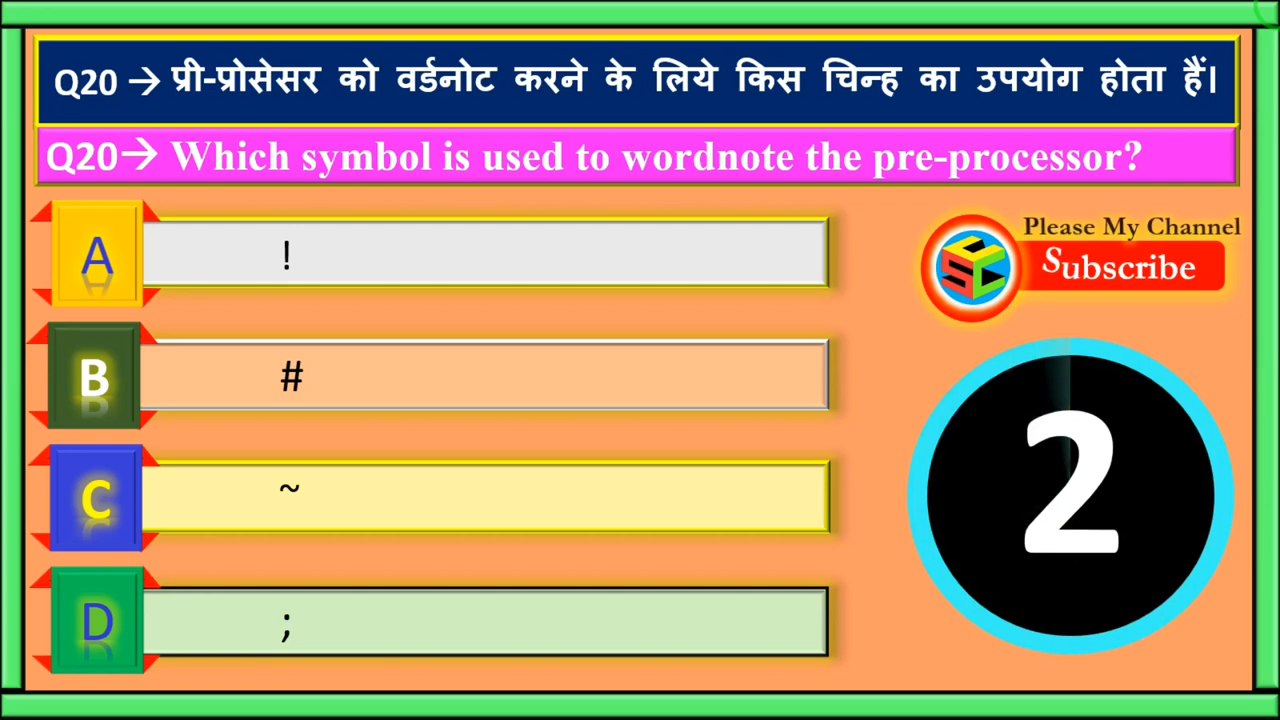 Q20 → प्री-प्रोसेसर को वर्डनोट करने के लिये किस चिन्ह का उपयोग होता हैं।
Q20→ Which symbol is used to wordnote the pre-processor?
A !
Please My Channel
Subscribe
B #
2
C ~
D ;